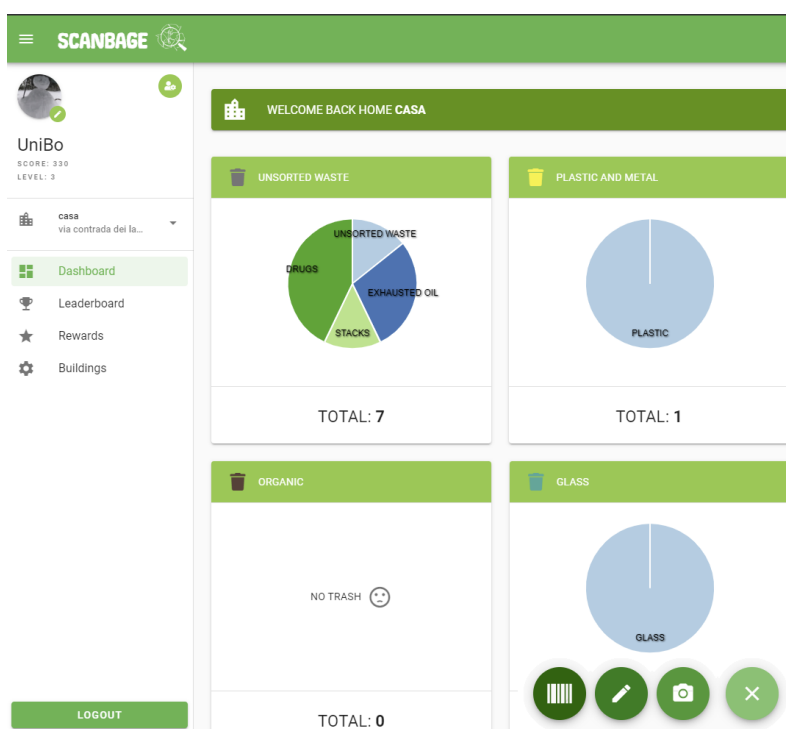 SCANBAGE
UniBo
SCORE: 330
LEVEL: 3
casa
via contrada dei la...
Dashboard
Leaderboard
Rewards
Buildings
LOGOUT
WELCOME BACK HOME CASA
UNSORTED WASTE
UNSORTED WASTE
DRUGS
EXHAUSTED OIL
STACKS
TOTAL: 7
PLASTIC AND METAL
PLASTIC
TOTAL: 1
ORGANIC
NO TRASH
TOTAL: 0
GLASS
GLASS